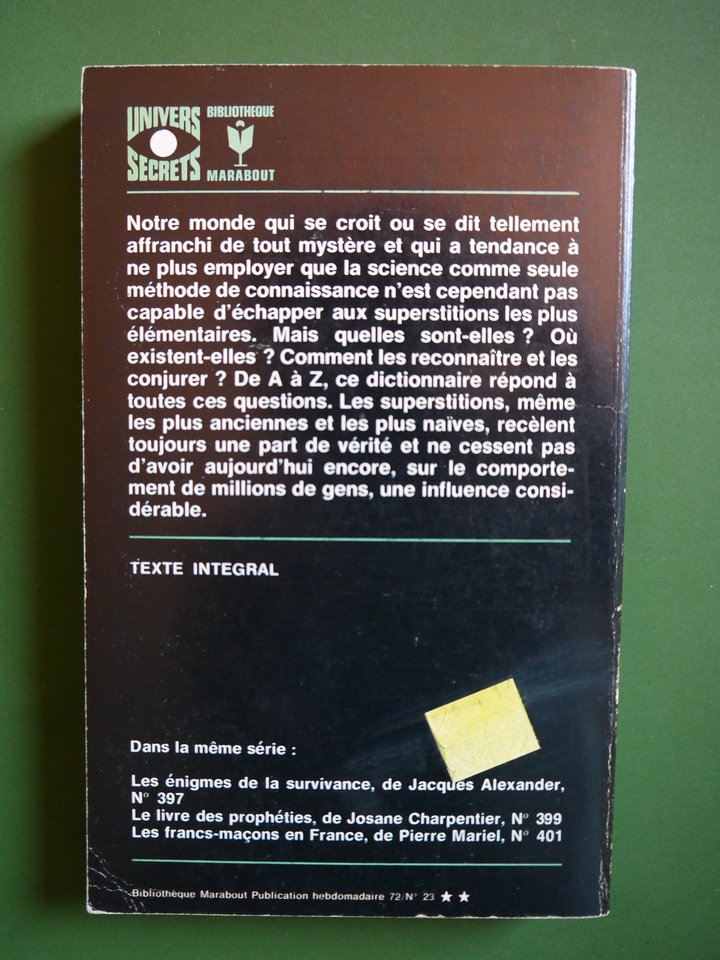 UNIVERS
SECRETS
BIBLIOTHEQUE
MARABOUT
Notre monde qui se croit ou se dit tellement
affranchi de tout mystère et qui a tendance à
ne plus employer que la science comme seule
méthode de connaissance n'est cependant pas
capable d'échapper aux superstitions les plus
élémentaires. Mais quelles sont-elles ? Où
existent-elles ? Comment les reconnaître et les
conjurer ? De A à Z, ce dictionnaire répond à
toutes ces questions. Les superstitions, même
les plus anciennes et les plus naïves, recèlent
toujours une part de vérité et ne cessent pas
d'avoir aujourd'hui encore, sur le comporte-
ment de millions de gens, une influence consi-
dérable.
TEXTE INTEGRAL
Dans la même série :
Les énigmes de la survivance, de Jacques Alexander,
N° 397
Le livre des prophéties, de Josane Charpentier, N° 399
Les francs-maçons en France, de Pierre Mariel, N° 401
Bibliothèque Marabout Publication hebdomadaire 72/N° 23 ★★